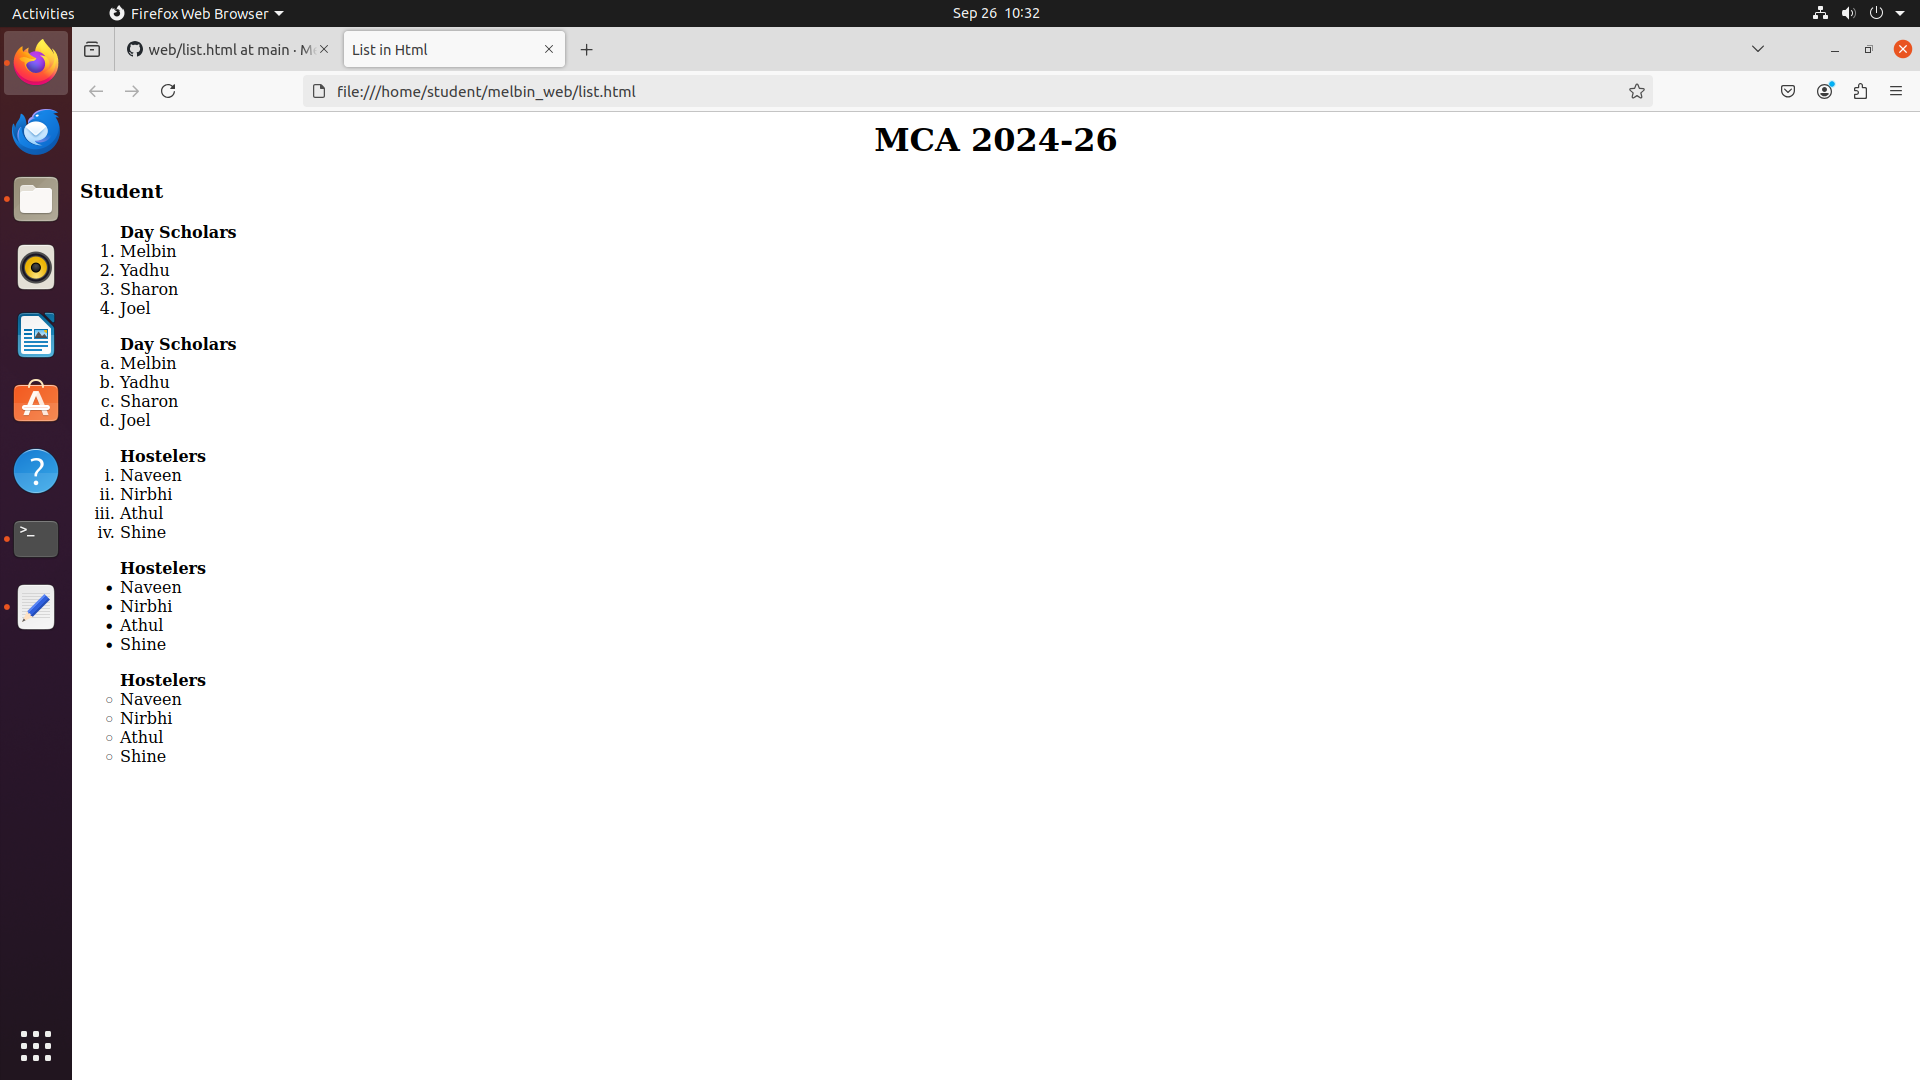 Activities
Firefox Web Browser
Sep 26 10:32
web/list.html at main · M
List in Html
file:///home/student/melbin_web/list.html
MCA 2024-26
Student
Day Scholars
1. Melbin
2. Yadhu
3. Sharon
4. Joel
Day Scholars
a. Melbin
b. Yadhu
c. Sharon
d. Joel
Hostelers
i. Naveen
ii. Nirbhi
iii. Athul
iv. Shine
Hostelers
• Naveen
• Nirbhi
• Athul
• Shine
Hostelers
◦ Naveen
◦ Nirbhi
◦ Athul
◦ Shine